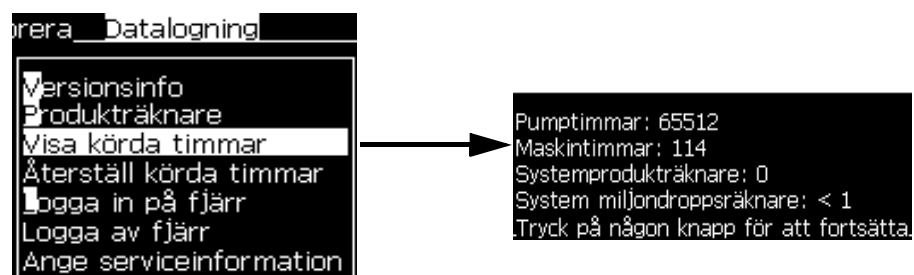 orera Datalogning
Versionsinfo
Produkträknare
Visa körda timmar
Återställ körda timmar
Logga in på fjärr
Logga av fjärr
Ange serviceinformation
Pumptimmar: 65512
Maskintimmar: 114
Systemprodukträknare: 0
System miljondroppsräknare: < 1
Tryck på någon knapp för att fortsätta.